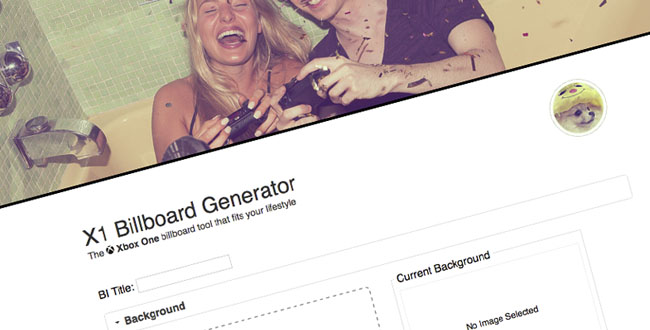 X1 Billboard Generator
The Xbox One billboard tool that fits your lifestyle
BI Title:
Background
Current Background
No Image Selected